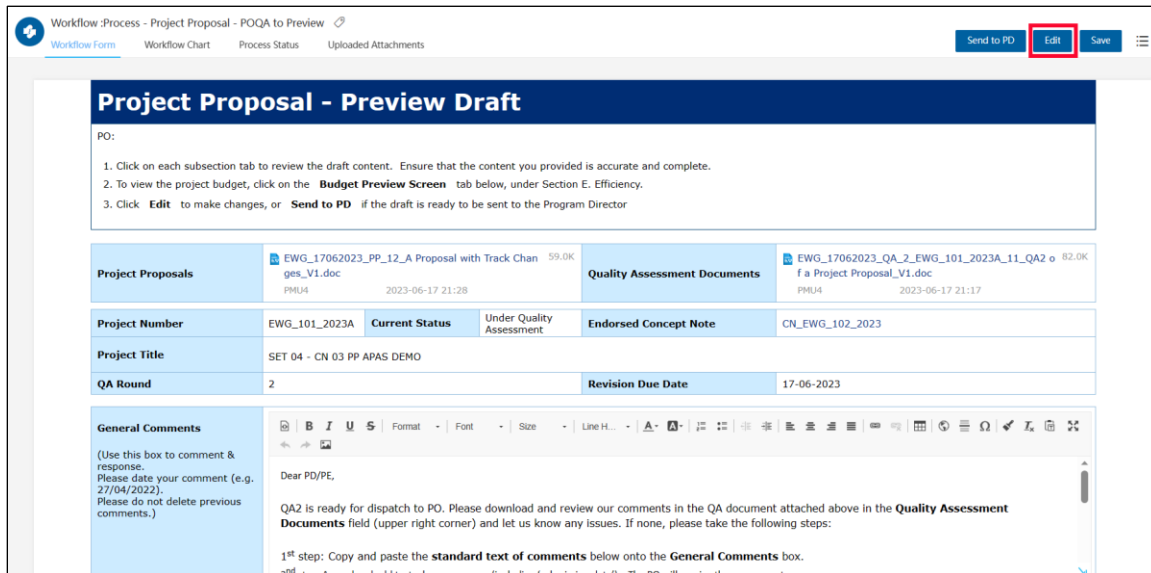 Workflow :Process - Project Proposal - POQA to Preview
Workflow Form Workflow Chart Process Status Uploaded Attachments
Send to PD Edit Save
Project Proposal - Preview Draft
PO:
1. Click on each subsection tab to review the draft content. Ensure that the content you provided is accurate and complete.
2. To view the project budget, click on the Budget Preview Screen tab below, under Section E. Efficiency.
3. Click Edit to make changes, or Send to PD if the draft is ready to be sent to the Program Director
Project Proposals
EWG_17062023_PP_12_A Proposal with Track Chan 59.0K
ges_V1.doc
PMU4 2023-06-17 21:28
Quality Assessment Documents
EWG_17062023_QA_2_EWG_101_2023A_11_QA2 o 82.0K
f a Project Proposal_V1.doc
PMU4 2023-06-17 21:17
Project Number EWG_101_2023A Current Status Under Quality
Assessment
Endorsed Concept Note CN_EWG_102_2023
Project Title SET 04 - CN 03 PP APAS DEMO
QA Round 2 Revision Due Date 17-06-2023
General Comments
(Use this box to comment &
response.
Please date your comment (e.g.
27/04/2022).
Please do not delete previous
comments.)
B I U S Format Font Size Line H... A A
Dear PD/PE,
QA2 is ready for dispatch to PO. Please download and review our comments in the QA document attached above in the Quality Assessment
Documents field (upper right corner) and let us know any issues. If none, please take the following steps:
1st step: Copy and paste the standard text of comments below onto the General Comments box.